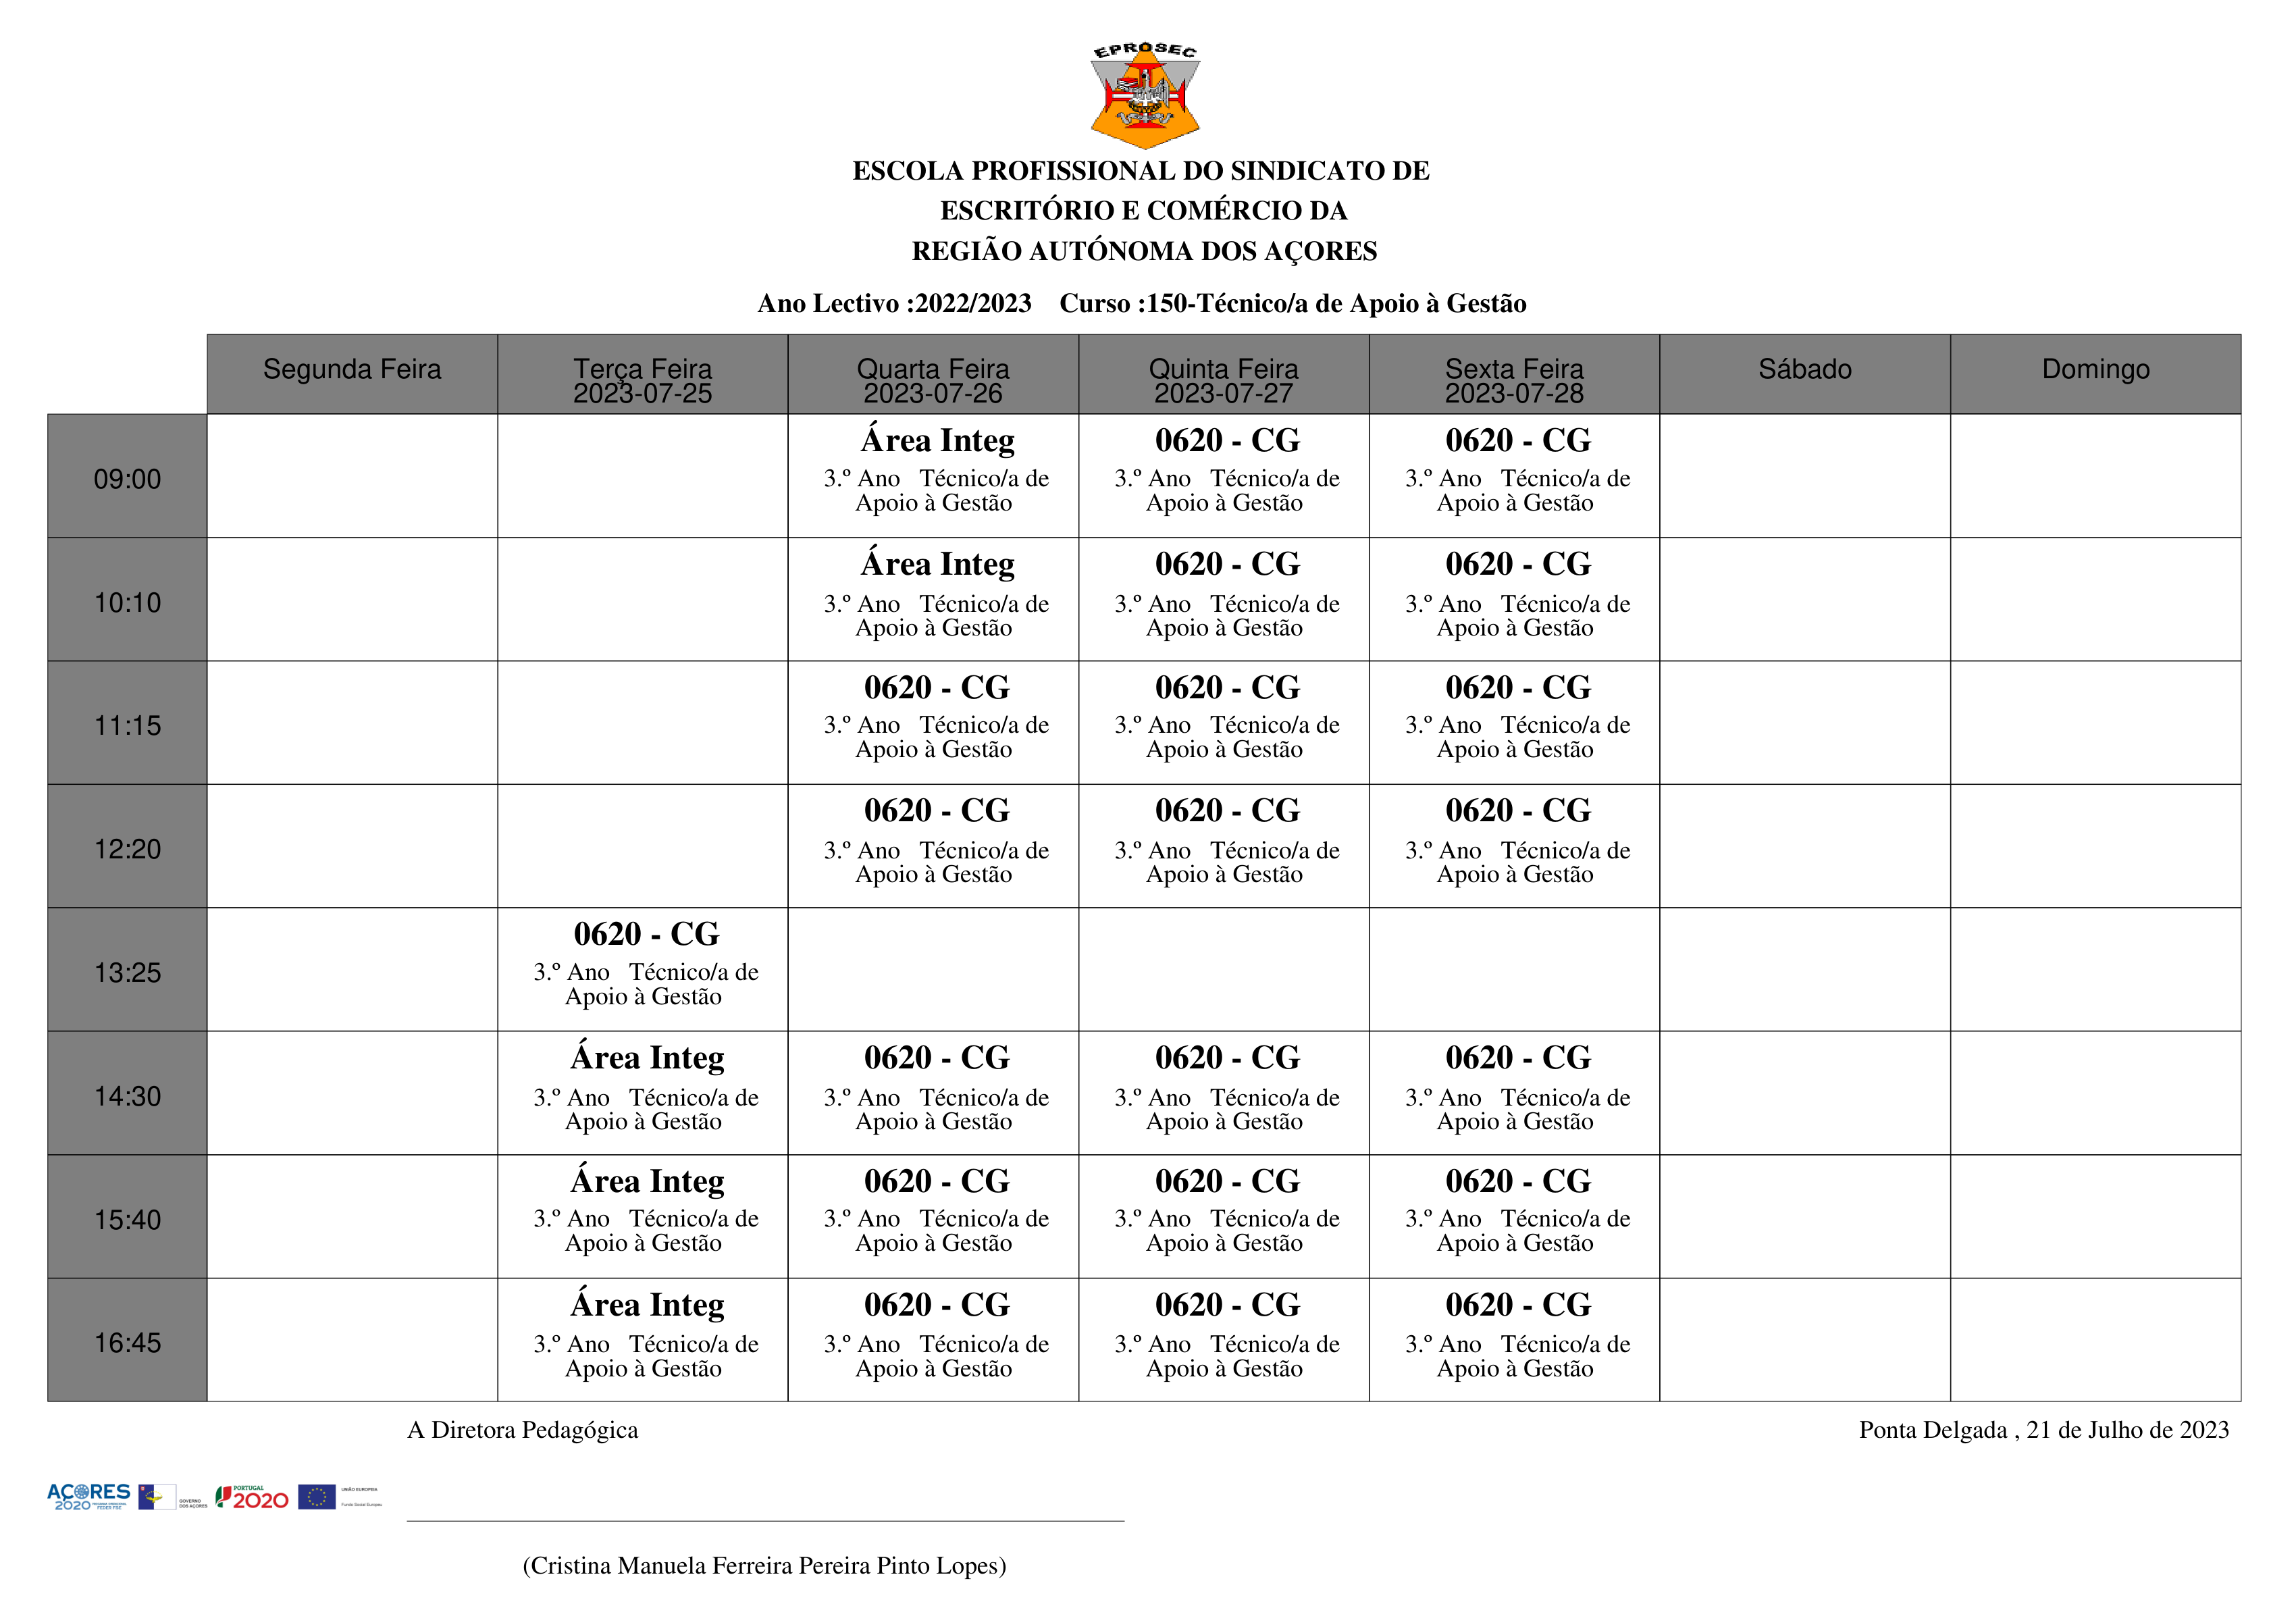 EPROSEC
ESCOLA PROFISSIONAL DO SINDICATO DE
ESCRITÓRIO E COMÉRCIO DA
REGIÃO AUTÓNOMA DOS AÇORES
Ano Lectivo :2022/2023 Curso :150-Técnico/a de Apoio à Gestão
Segunda Feira Terça Feira Quarta Feira Quinta Feira Sexta Feira Sábado Domingo
2023-07-25 2023-07-26 2023-07-27 2023-07-28
09:00
Área Integ 0620 - CG 0620 - CG
3.º Ano Técnico/a de 3.º Ano Técnico/a de 3.º Ano Técnico/a de
Apoio à Gestão Apoio à Gestão Apoio à Gestão
10:10
Área Integ 0620 - CG 0620 - CG
3.º Ano Técnico/a de 3.º Ano Técnico/a de 3.º Ano Técnico/a de
Apoio à Gestão Apoio à Gestão Apoio à Gestão
11:15
0620 - CG 0620 - CG 0620 - CG
3.º Ano Técnico/a de 3.º Ano Técnico/a de 3.º Ano Técnico/a de
Apoio à Gestão Apoio à Gestão Apoio à Gestão
12:20
0620 - CG 0620 - CG 0620 - CG
3.º Ano Técnico/a de 3.º Ano Técnico/a de 3.º Ano Técnico/a de
Apoio à Gestão Apoio à Gestão Apoio à Gestão
13:25
0620 - CG
3.º Ano Técnico/a de
Apoio à Gestão
14:30
Área Integ 0620 - CG 0620 - CG 0620 - CG
3.º Ano Técnico/a de 3.º Ano Técnico/a de 3.º Ano Técnico/a de 3.º Ano Técnico/a de
Apoio à Gestão Apoio à Gestão Apoio à Gestão Apoio à Gestão
15:40
Área Integ 0620 - CG 0620 - CG 0620 - CG
3.º Ano Técnico/a de 3.º Ano Técnico/a de 3.º Ano Técnico/a de 3.º Ano Técnico/a de
Apoio à Gestão Apoio à Gestão Apoio à Gestão Apoio à Gestão
16:45
Área Integ 0620 - CG 0620 - CG 0620 - CG
3.º Ano Técnico/a de 3.º Ano Técnico/a de 3.º Ano Técnico/a de 3.º Ano Técnico/a de
Apoio à Gestão Apoio à Gestão Apoio à Gestão Apoio à Gestão
A Diretora Pedagógica Ponta Delgada , 21 de Julho de 2023
AÇORES
2020
GOVERNO
DOS AÇORES
PORTUGAL
2020
UNIÃO EUROPEIA
Fundo Social Europeu
(Cristina Manuela Ferreira Pereira Pinto Lopes)